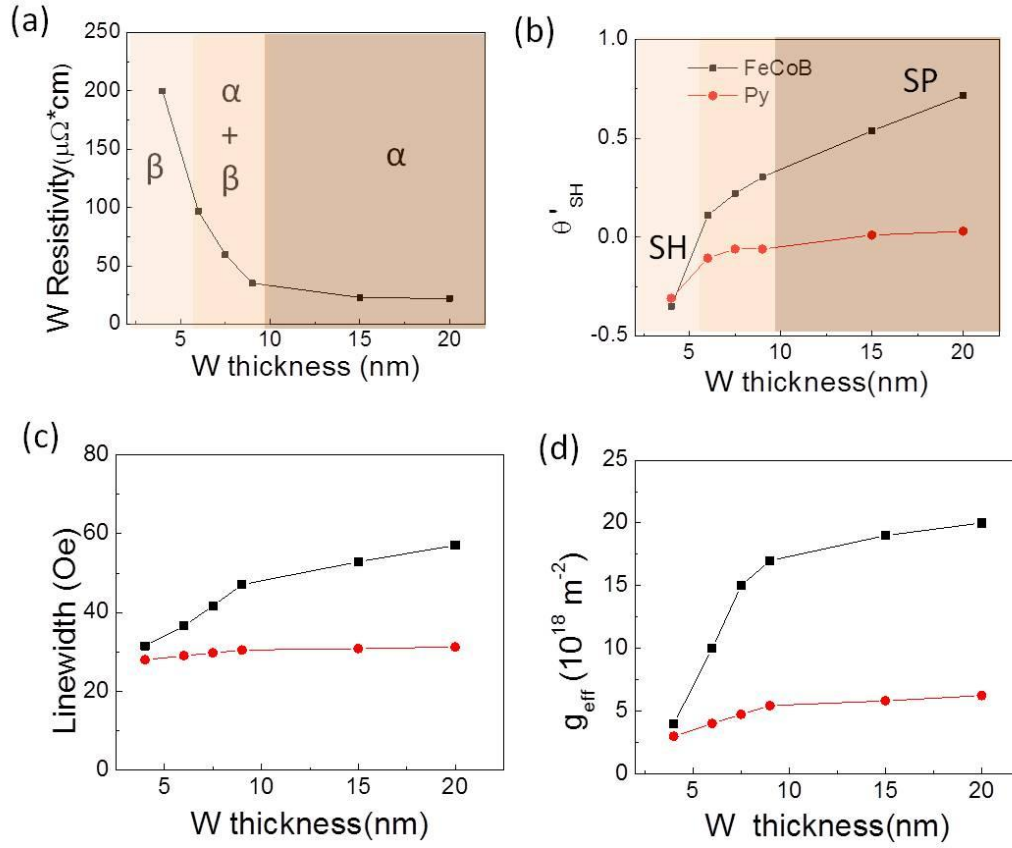 (a)
250
200
150
100
50
0
W Resistivity(μΩ*cm)
β
α
+
β
α
5
10
15
20
W thickness (nm)
(b)
1.0
0.5
0.0
-0.5
θ'SH
FeCoB
Py
SP
SH
5
10
15
20
W thickness(nm)
(c)
80
60
40
20
0
Linewidth (Oe)
5
10
15
20
W thickness(nm)
(d)
25
20
15
10
5
0
geff (10^18 m^-2)
5
10
15
20
W thickness(nm)